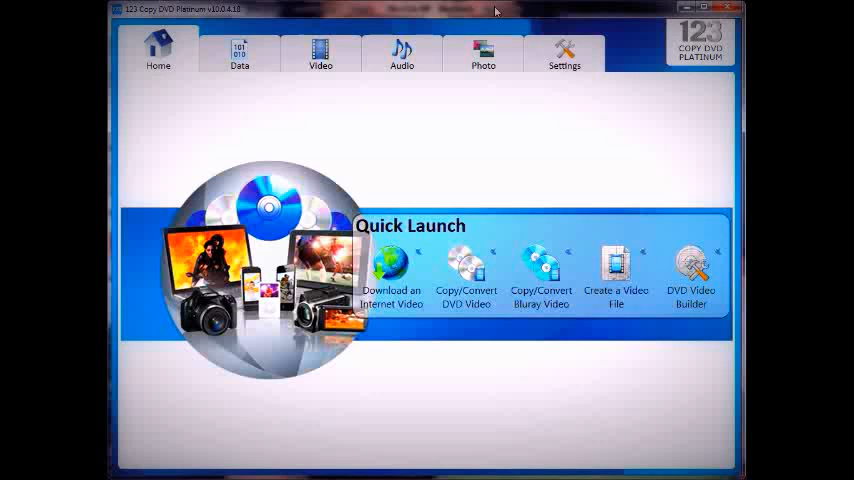 123 Copy DVD Platinum v10.0.4.18
Home
Data
Video
Audio
Photo
Settings
123
COPY DVD
PLATINUM
101
010
Quick Launch
Download an
Internet Video
Copy/Convert
DVD Video
Copy/Convert
Bluray Video
Create a Video
File
DVD Video
Builder